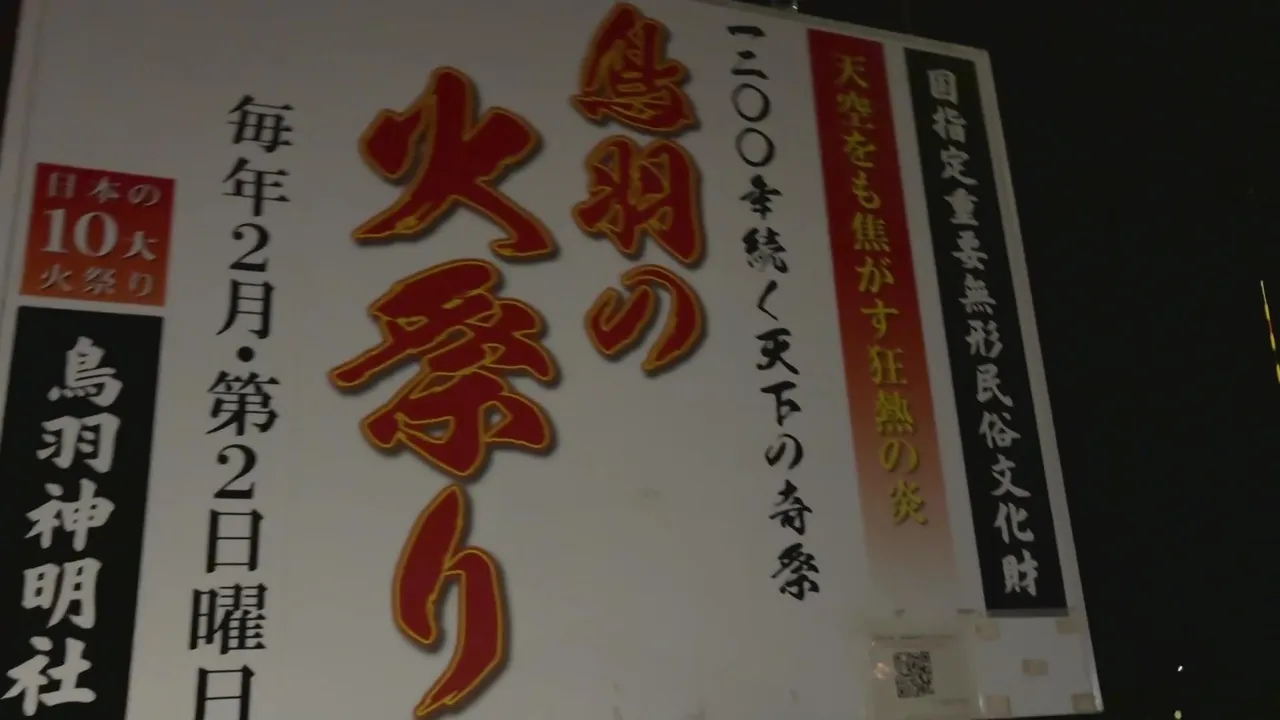 国指定重要無形民俗文化財
天空をも焦がす狂熱の炎
一二〇〇年続く天下の奇祭
鳥羽の
火祭り
毎年2月・第2日曜日
日本の
10大
火祭り
鳥羽神明社